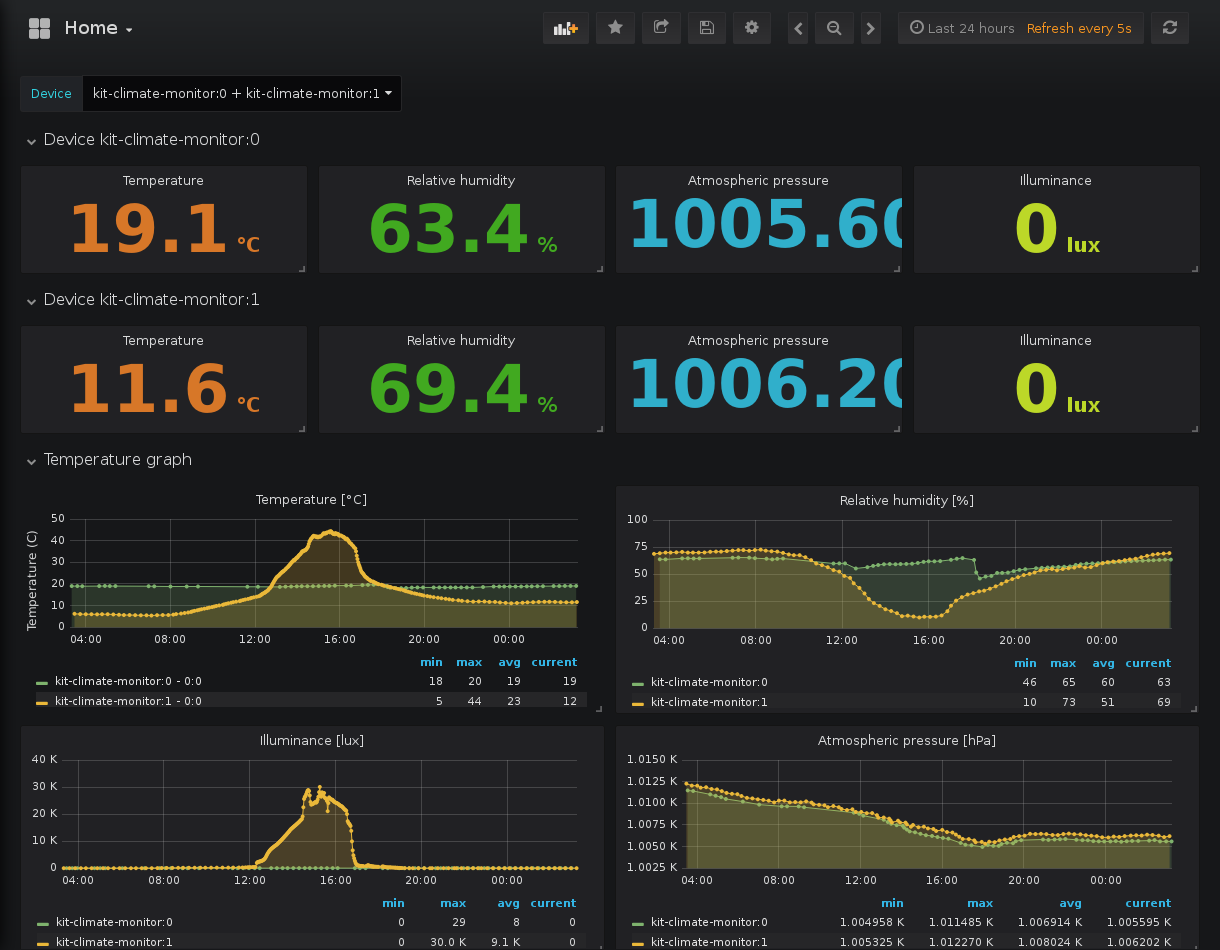 Home
Last 24 hours Refresh every 5s
Device kit-climate-monitor:0 + kit-climate-monitor:1
Device kit-climate-monitor:0
Temperature Relative humidity Atmospheric pressure Illuminance
19.1 °C 63.4 % 1005.60 0 lux
Device kit-climate-monitor:1
Temperature Relative humidity Atmospheric pressure Illuminance
11.6 °C 69.4 % 1006.20 0 lux
Temperature graph
Temperature [°C]
Temperature (C)
50
40
30
20
10
0
04:00 08:00 12:00 16:00 20:00 00:00
min max avg current
kit-climate-monitor:0 - 0:0 18 20 19 19
kit-climate-monitor:1 - 0:0 5 44 23 12
Relative humidity [%]
100
75
50
25
0
04:00 08:00 12:00 16:00 20:00 00:00
min max avg current
kit-climate-monitor:0 46 65 60 63
kit-climate-monitor:1 10 73 51 69
Illuminance [lux]
40 K
30 K
20 K
10 K
0
04:00 08:00 12:00 16:00 20:00 00:00
min max avg current
kit-climate-monitor:0 0 29 8 0
kit-climate-monitor:1 0 30.0 K 9.1 K 0
Atmospheric pressure [hPa]
1.0150 K
1.0125 K
1.0100 K
1.0075 K
1.0050 K
1.0025 K
04:00 08:00 12:00 16:00 20:00 00:00
min max avg current
kit-climate-monitor:0 1.004958 K 1.011485 K 1.006914 K 1.005595 K
kit-climate-monitor:1 1.005325 K 1.012270 K 1.008024 K 1.006202 K